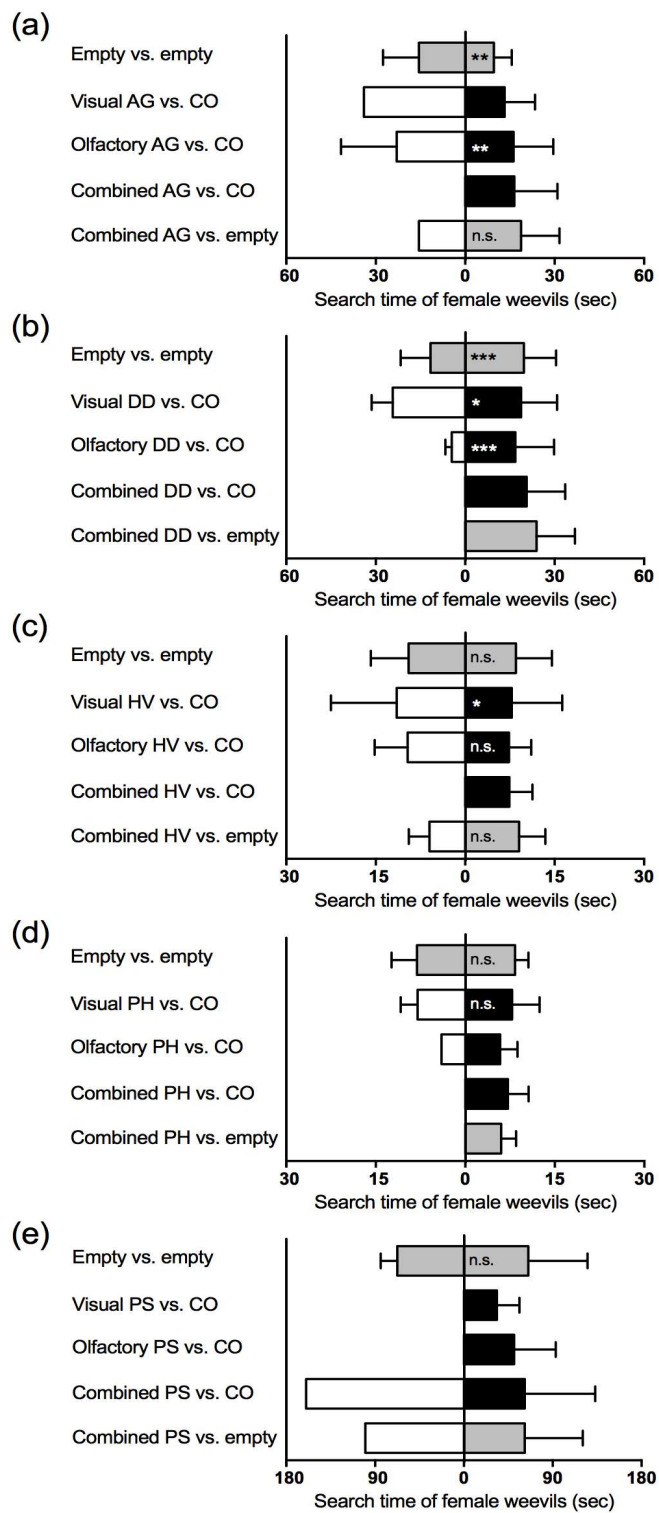 (a)
Empty vs. empty **
Visual AG vs. CO
Olfactory AG vs. CO **
Combined AG vs. CO
Combined AG vs. empty n.s.
60 30 0 30 60
Search time of female weevils (sec)
(b)
Empty vs. empty ***
Visual DD vs. CO *
Olfactory DD vs. CO ***
Combined DD vs. CO
Combined DD vs. empty
60 30 0 30 60
Search time of female weevils (sec)
(c)
Empty vs. empty n.s.
Visual HV vs. CO *
Olfactory HV vs. CO n.s.
Combined HV vs. CO
Combined HV vs. empty n.s.
30 15 0 15 30
Search time of female weevils (sec)
(d)
Empty vs. empty n.s.
Visual PH vs. CO n.s.
Olfactory PH vs. CO
Combined PH vs. CO
Combined PH vs. empty
30 15 0 15 30
Search time of female weevils (sec)
(e)
Empty vs. empty n.s.
Visual PS vs. CO
Olfactory PS vs. CO
Combined PS vs. CO
Combined PS vs. empty
180 90 0 90 180
Search time of female weevils (sec)